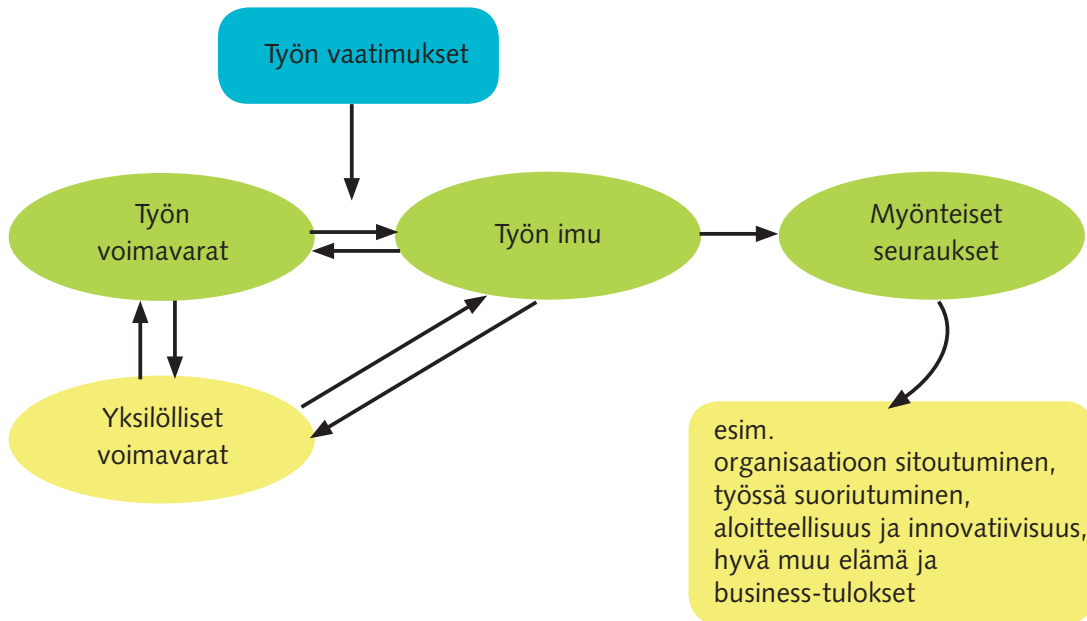 Työn vaatimukset
Työn
voimavarat
Työn imu
Myönteiset
seuraukset
Yksilölliset
voimavarat
esim.
organisaatioon sitoutuminen,
työssä suoriutuminen,
aloitteellisuus ja innovatiivisuus,
hyvä muu elämä ja
business-tulokset